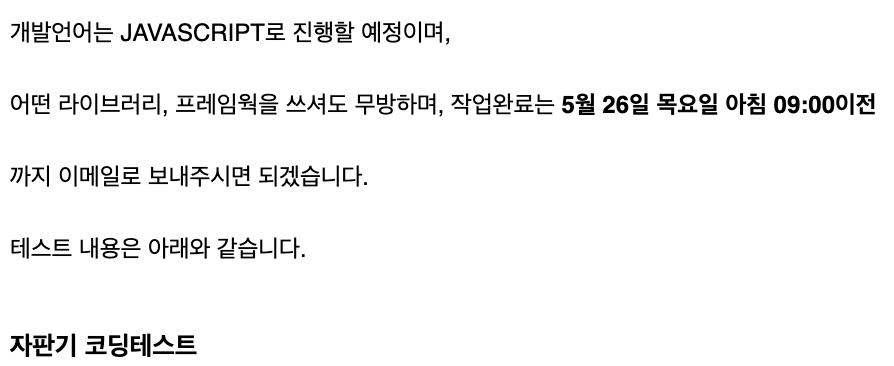 개발언어는 JAVASCRIPT로 진행할 예정이며,
어떤 라이브러리, 프레임웍을 쓰셔도 무방하며, 작업완료는 5월 26일 목요일 아침 09:00이전
까지 이메일로 보내주시면 되겠습니다.
테스트 내용은 아래와 같습니다.
자판기 코딩테스트